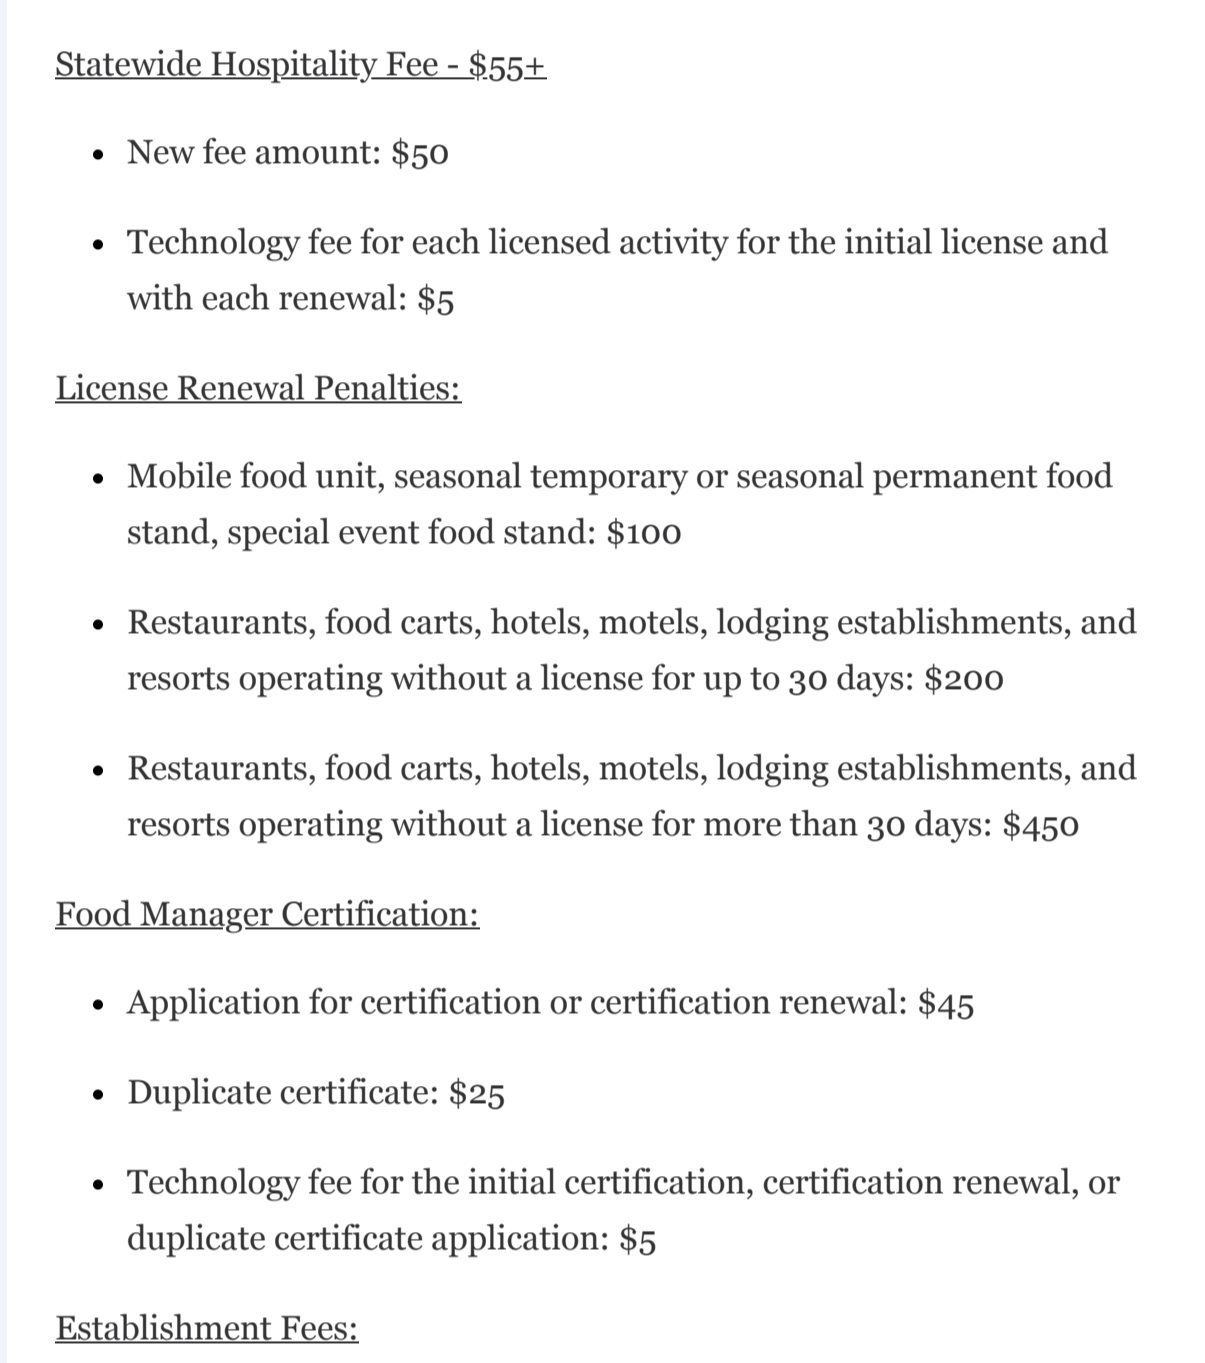 Statewide Hospitality Fee - $55+
• New fee amount: $50
• Technology fee for each licensed activity for the initial license and
with each renewal: $5
License Renewal Penalties:
• Mobile food unit, seasonal temporary or seasonal permanent food
stand, special event food stand: $100
• Restaurants, food carts, hotels, motels, lodging establishments, and
resorts operating without a license for up to 30 days: $200
• Restaurants, food carts, hotels, motels, lodging establishments, and
resorts operating without a license for more than 30 days: $450
Food Manager Certification:
• Application for certification or certification renewal: $45
• Duplicate certificate: $25
• Technology fee for the initial certification, certification renewal, or
duplicate certificate application: $5
Establishment Fees: